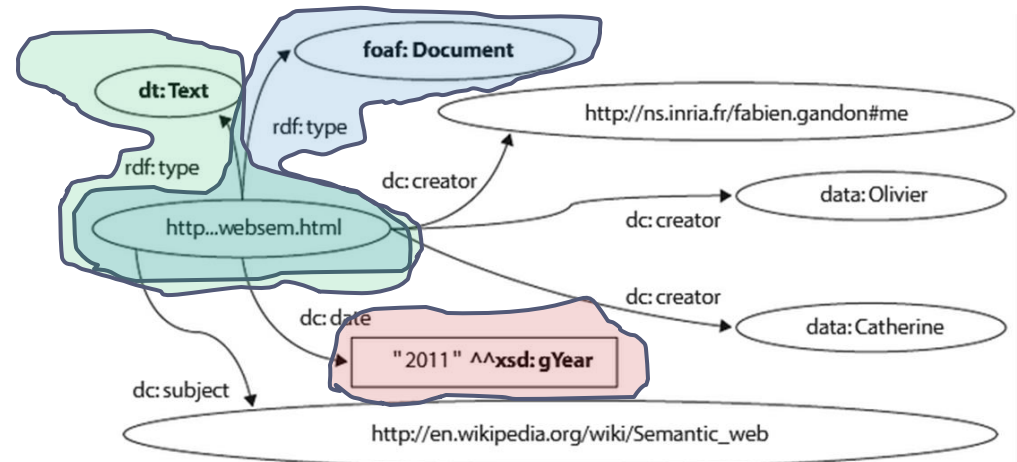 foaf: Document
dt: Text
http://ns.inria.fr/fabien.gandon#me
rdf: type
rdf: type
dc: creator
data: Olivier
dc: creator
http...websem.html
dc: creator
dc: date
data: Catherine
"2011" ^^xsd: gYear
dc: subject
http://en.wikipedia.org/wiki/Semantic_web